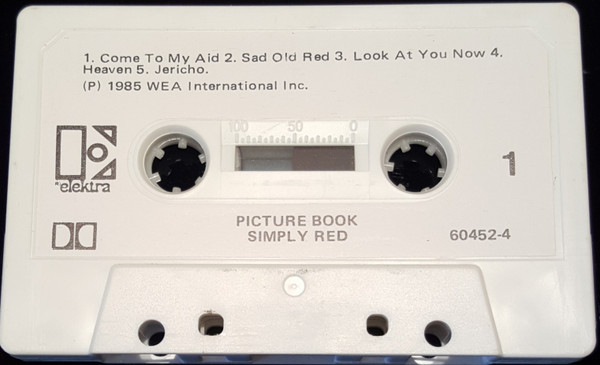 1. Come To My Aid 2. Sad Old Red 3. Look At You Now 4.
Heaven 5. Jericho.
(P) 1985 WEA International Inc.
100 50 0
elektra
1
PICTURE BOOK
SIMPLY RED
60452-4